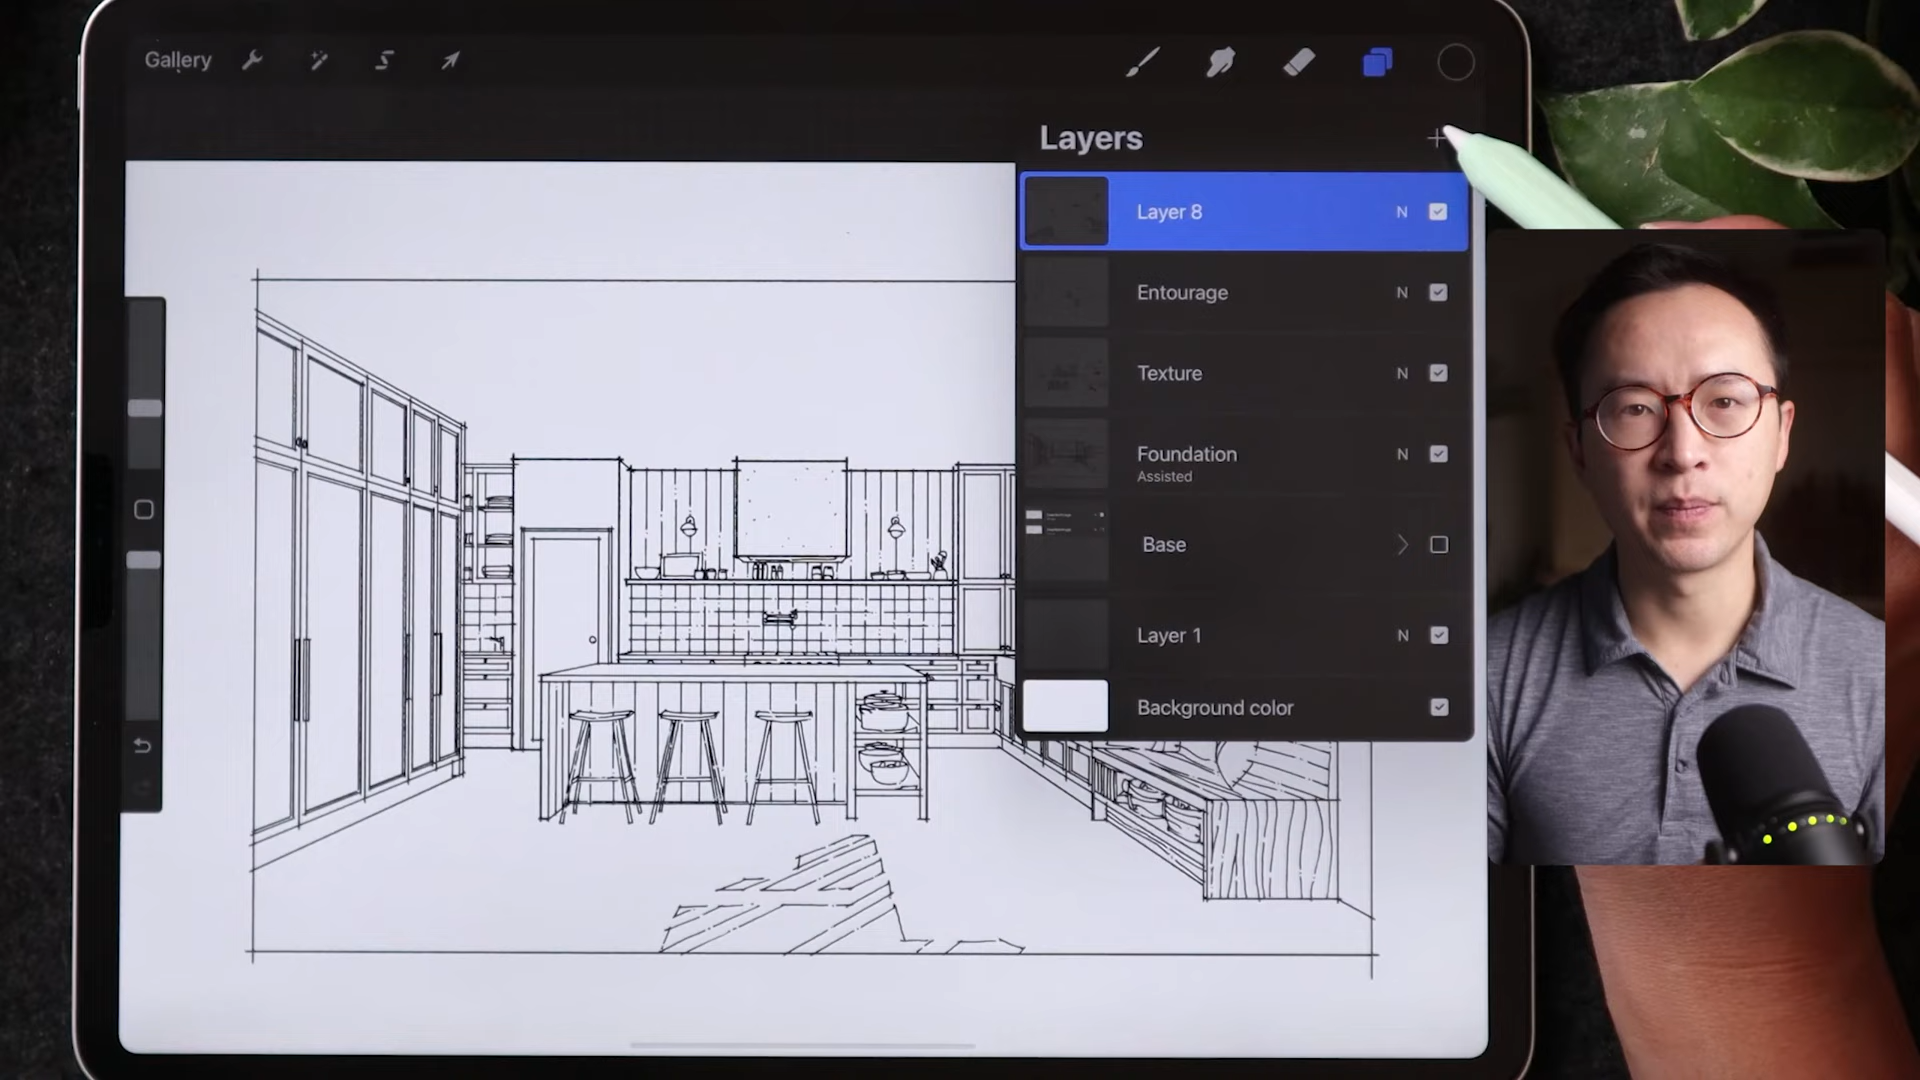 Gallery
Layers
Layer 8 N
Entourage N
Texture N
Foundation N
Assisted
Base
Layer 1 N
Background color